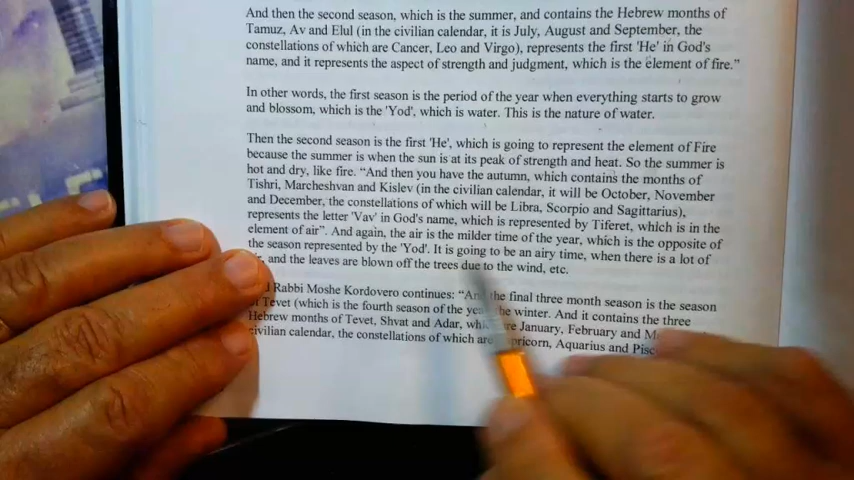 And then the second season, which is the summer, and contains the Hebrew months of
Tamuz, Av and Elul (in the civilian calendar, it is July, August and September, the
constellations of which are Cancer, Leo and Virgo), represents the first 'He' in God's
name, and it represents the aspect of strength and judgment, which is the element of fire."
In other words, the first season is the period of the year when everything starts to grow
and blossom, which is the 'Yod', which is water. This is the nature of water.
Then the second season is the first 'He', which is going to represent the element of Fire
because the summer is when the sun is at its peak of strength and heat. So the summer is
hot and dry, like fire. "And then you have the autumn, which contains the months of
Tishri, Marcheshvan and Kislev (in the civilian calendar, it will be October, November
and December, the constellations of which will be Libra, Scorpio and Sagittarius),
represents the letter 'Vav' in God's name, which is represented by Tiferet, which is in the
element of air". And again, the air is the milder time of the year, which is the opposite of
the season represented by the 'Yod'. It is going to be an airy time, when there is a lot of
and the leaves are blown off the trees due to the wind, etc.
Rabbi Moshe Kordovero continues: "And the final three month season is the season
of Tevet (which is the fourth season of the winter. And it contains the three
Hebrew months of Tevet, Shvat and Adar, January, February and
civilian calendar, the constellations of which are Aquarius and